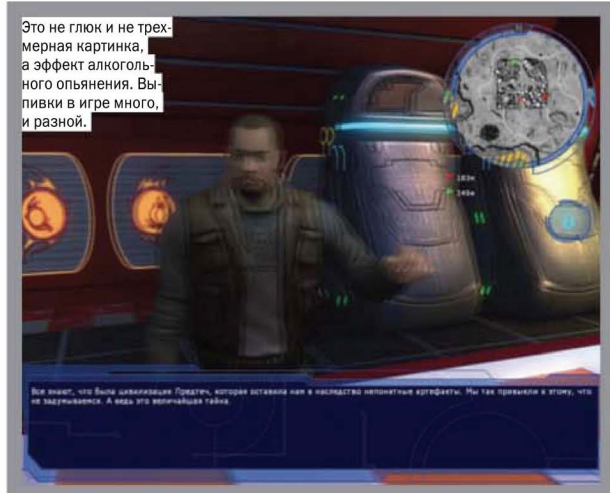 Это не глюк и не трех-
мерная картинка,
а эффект алкоголь-
ного опьянения. Вы-
пивки в игре много,
и разной.
183м
248м
Все знают, что была цивилизация Предтеч, которая оставила нам в наследство непонятные артефакты. Мы так привыкли к этому, что
не задумываемся. А ведь это величайшая тайна.